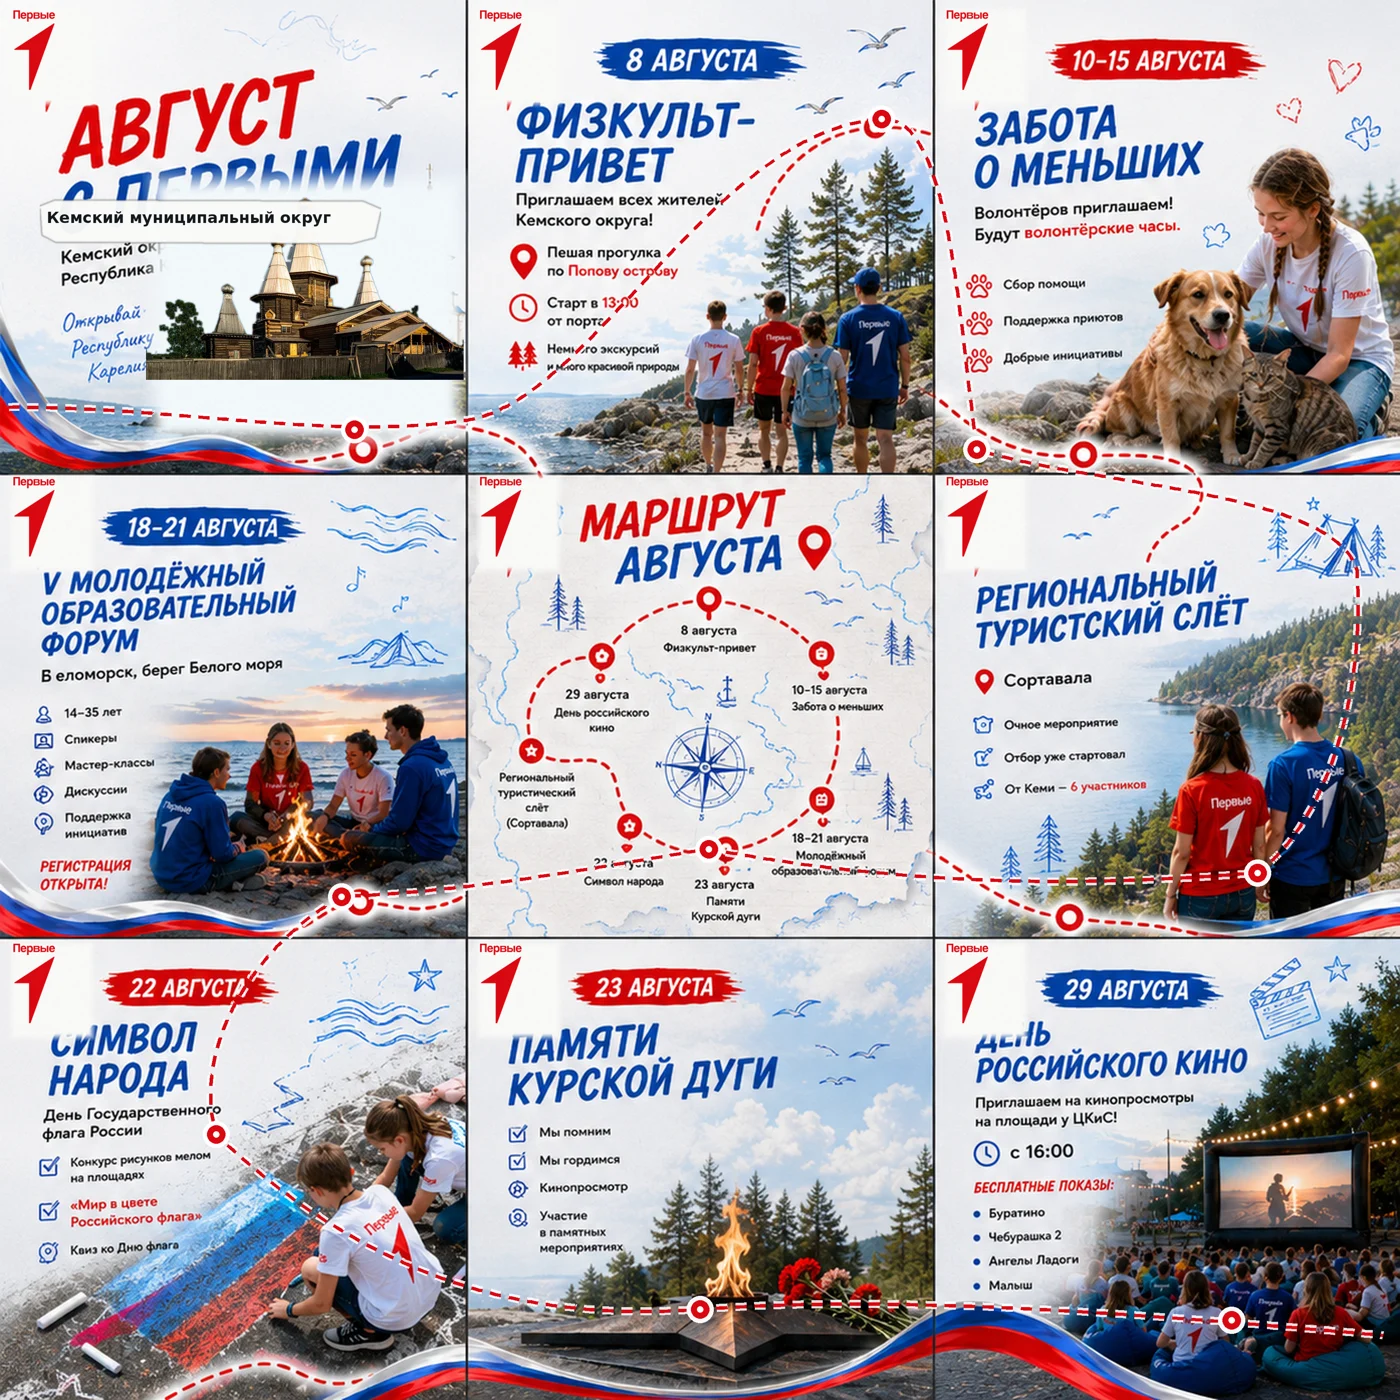 Первые
АВГУСТ
С ПЕРВЫМИ
Кемский муниципальный округ
Кемский
Республика
Открывай
Республику
Карелия
Первые
8 АВГУСТА
ФИЗКУЛЬТ-
ПРИВЕТ
Приглашаем всех жителей
Кемского округа!
Пешая прогулка
по Попову острову
Старт в 13:00
от порта
Немного экскурсий
и много красивой природы
Первые
Первые
10-15 АВГУСТА
ЗАБОТА
О МЕНЬШИХ
Волонтёров приглашаем!
Будут волонтёрские часы.
Сбор помощи
Поддержка приютов
Добрые инициативы
Первые
Первые
18-21 АВГУСТА
V МОЛОДЁЖНЫЙ
ОБРАЗОВАТЕЛЬНЫЙ
ФОРУМ
В еломорск, берег Белого моря
14-35 лет
Спикеры
Мастер-классы
Дискуссии
Поддержка
инициатив
РЕГИСТРАЦИЯ
ОТКРЫТА!
Первые
Первые
МАРШРУТ
АВГУСТА
8 августа
Физкульт-привет
29 августа
День российского
кино
10-15 августа
Забота о меньших
N
W
E
S
Региональный
туристический
слёт
(Сортавала)
22 августа
Символ народа
23 августа
Памяти
Курской дуги
18-21 августа
Молодёжный
образовательный форум
Первые
РЕГИОНАЛЬНЫЙ
ТУРИСТСКИЙ СЛЁТ
Сортавала
Очное мероприятие
Отбор уже стартовал
От Кеми – 6 участников
Первые
Первые
Первые
22 АВГУСТА
СИМВОЛ
НАРОДА
День Государственного
флага России
Конкурс рисунков мелом
на площадях
«Мир в цвете
Российского флага»
Квиз ко Дню флага
Первые
Первые
23 АВГУСТА
ПАМЯТИ
КУРСКОЙ ДУГИ
Мы помним
Мы гордимся
Кинопросмотр
Участие
в памятных
мероприятиях
Первые
29 АВГУСТА
ДЕНЬ
РОССИЙСКОГО КИНО
Приглашаем на кинопросмотры
на площади у ЦКиС!
с 16:00
БЕСПЛАТНЫЕ ПОКАЗЫ:
Буратино
Чебурашка 2
Ангелы Ладоги
Малыш